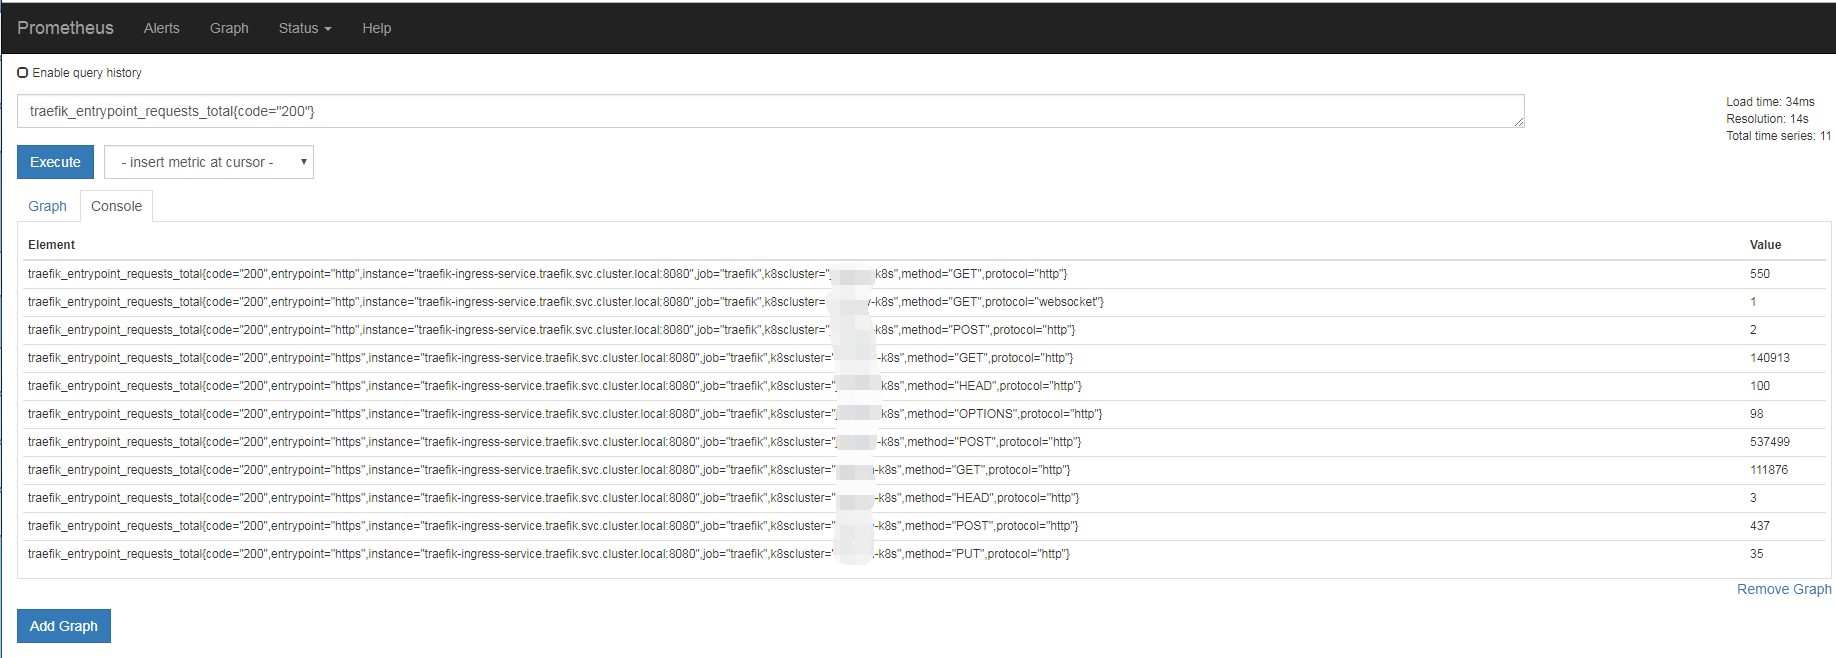 Prometheus Alerts Graph Status Help
Enable query history
traefik_entrypoint_requests_total{code="200"}
Load time: 34ms
Resolution: 14s
Total time series: 11
Execute - insert metric at cursor -
Graph Console
Element Value
traefik_entrypoint_requests_total{code="200",entrypoint="http",instance="traefik-ingress-service.traefik.svc.cluster.local:8080",job="traefik",k8scluster=" k8s",method="GET",protocol="http"} 550
traefik_entrypoint_requests_total{code="200",entrypoint="http",instance="traefik-ingress-service.traefik.svc.cluster.local:8080",job="traefik",k8scluster= -k8s",method="GET",protocol="websocket"} 1
traefik_entrypoint_requests_total{code="200",entrypoint="http",instance="traefik-ingress-service.traefik.svc.cluster.local:8080",job="traefik",k8scluster=" k8s",method="POST",protocol="http"} 2
traefik_entrypoint_requests_total{code="200",entrypoint="https",instance="traefik-ingress-service.traefik.svc.cluster.local:8080",job="traefik",k8scluster=" -k8s",method="GET",protocol="http"} 140913
traefik_entrypoint_requests_total{code="200",entrypoint="https",instance="traefik-ingress-service.traefik.svc.cluster.local:8080",job="traefik",k8scluster=" k8s",method="HEAD",protocol="http"} 100
traefik_entrypoint_requests_total{code="200",entrypoint="https",instance="traefik-ingress-service.traefik.svc.cluster.local:8080",job="traefik",k8scluster=" k8s",method="OPTIONS",protocol="http"} 98
traefik_entrypoint_requests_total{code="200",entrypoint="https",instance="traefik-ingress-service.traefik.svc.cluster.local:8080",job="traefik",k8scluster=" -k8s",method="POST",protocol="http"} 537499
traefik_entrypoint_requests_total{code="200",entrypoint="https",instance="traefik-ingress-service.traefik.svc.cluster.local:8080",job="traefik",k8scluster=" -k8s",method="GET",protocol="http"} 111876
traefik_entrypoint_requests_total{code="200",entrypoint="https",instance="traefik-ingress-service.traefik.svc.cluster.local:8080",job="traefik",k8scluster=" -k8s",method="HEAD",protocol="http"} 3
traefik_entrypoint_requests_total{code="200",entrypoint="https",instance="traefik-ingress-service.traefik.svc.cluster.local:8080",job="traefik",k8scluster=" -k8s",method="POST",protocol="http"} 437
traefik_entrypoint_requests_total{code="200",entrypoint="https",instance="traefik-ingress-service.traefik.svc.cluster.local:8080",job="traefik",k8scluster=" -k8s",method="PUT",protocol="http"} 35
Remove Graph
Add Graph